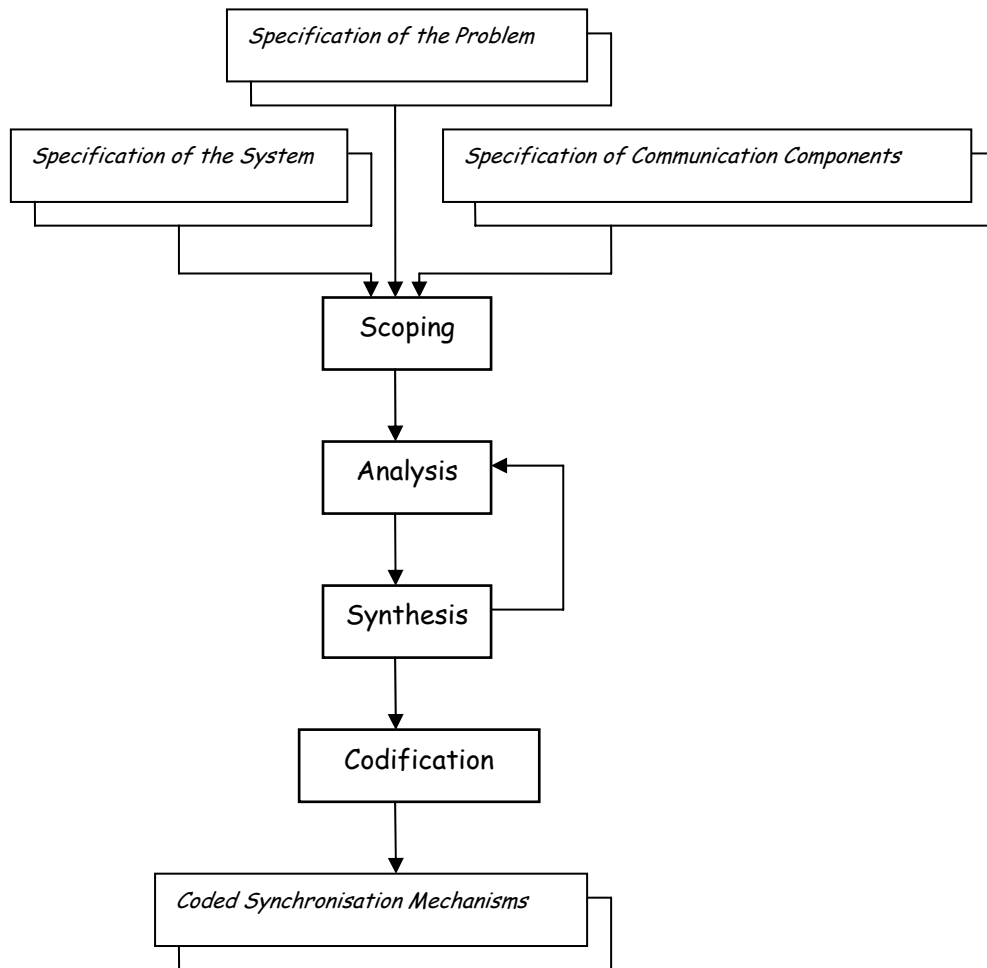 Specification of the Problem
Specification of the System
Specification of Communication Components
Scoping
Analysis
Synthesis
Codification
Coded Synchronisation Mechanisms